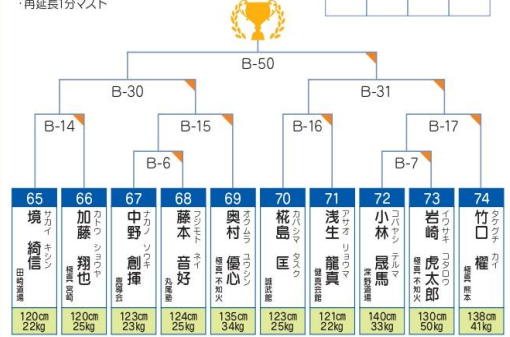 ・再延長1分マスト
B-50
B-30
B-31
B-14
B-15
B-16
B-17
B-6
B-7
65
サカイ キシン
境 綺信
田崎道場
120cm
22kg
66
カトウ ショウヤ
加藤 翔也
極真 宮崎
120cm
25kg
67
ナカノ ソウキ
中野 創揮
恵導会
123cm
23kg
68
フジモト ネイ
藤本 音好
丸尾塾
124cm
25kg
69
オクムラ ユウシン
奥村 優心
極真 不知火
135cm
34kg
70
カバシマ タスク
椛島 匡
誠武館
123cm
25kg
71
アサオ リョウマ
浅生 龍真
健真会館
121cm
22kg
72
コバヤシ テルマ
小林 晟馬
深野道場
140cm
33kg
73
イワサキ コタロウ
岩崎 虎太郎
極真 不知火
130cm
50kg
74
タケグチ カイ
竹口 櫂
極真 熊本
138cm
41kg